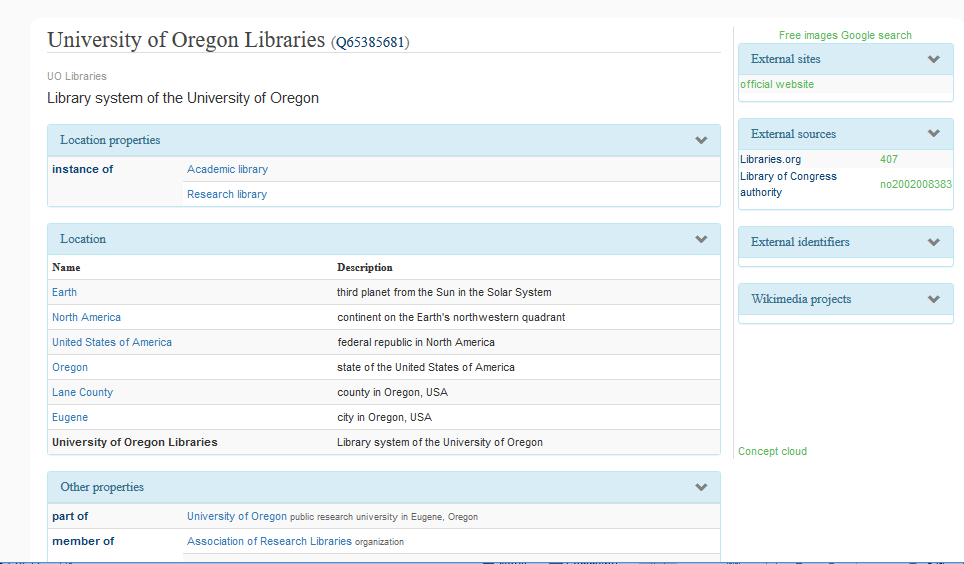 University of Oregon Libraries (Q65385681)
UO Libraries
Library system of the University of Oregon
Location properties
instance of Academic library
Research library
Location
Name Description
Earth third planet from the Sun in the Solar System
North America continent on the Earth's northwestern quadrant
United States of America federal republic in North America
Oregon state of the United States of America
Lane County county in Oregon, USA
Eugene city in Oregon, USA
University of Oregon Libraries Library system of the University of Oregon
Other properties
part of University of Oregon public research university in Eugene, Oregon
member of Association of Research Libraries organization
Free images Google search
External sites
official website
External sources
Libraries.org 407
Library of Congress
authority no2002008383
External identifiers
Wikimedia projects
Concept cloud